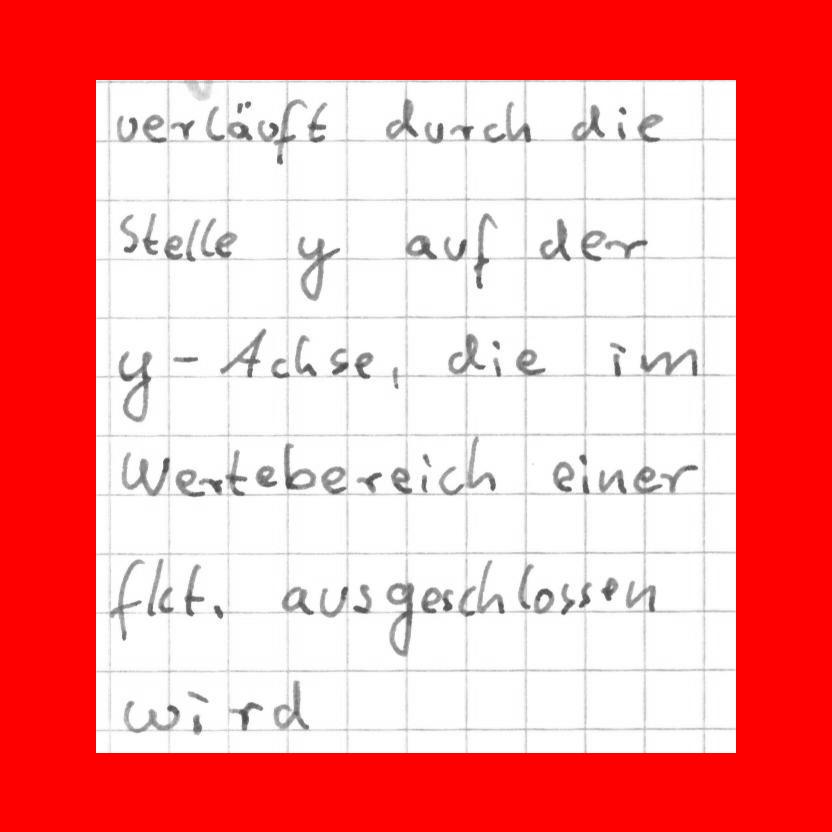 verläuft durch die
Stelle y auf der
y-Achse, die im
Wertebereich einer
fkt. ausgeschlossen
wird